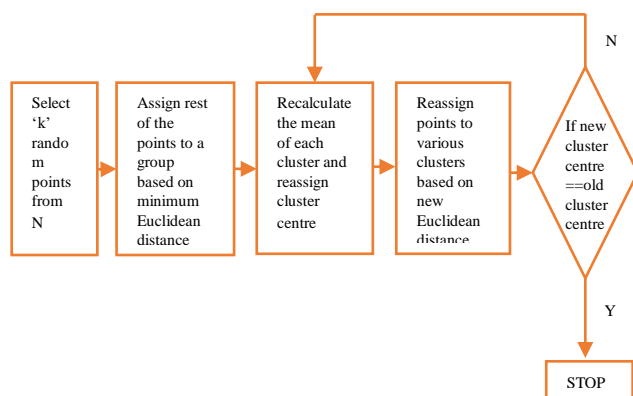 Select
‘k’
rando
m
points
from
N
Assign rest
of the
points to a
group
based on
minimum
Euclidean
distance
Recalculate
the mean
of each
cluster and
reassign
cluster
centre
Reassign
points to
various
clusters
based on
new
Euclidean
distance
If new
cluster
centre
==old
cluster
centre
N
Y
STOP